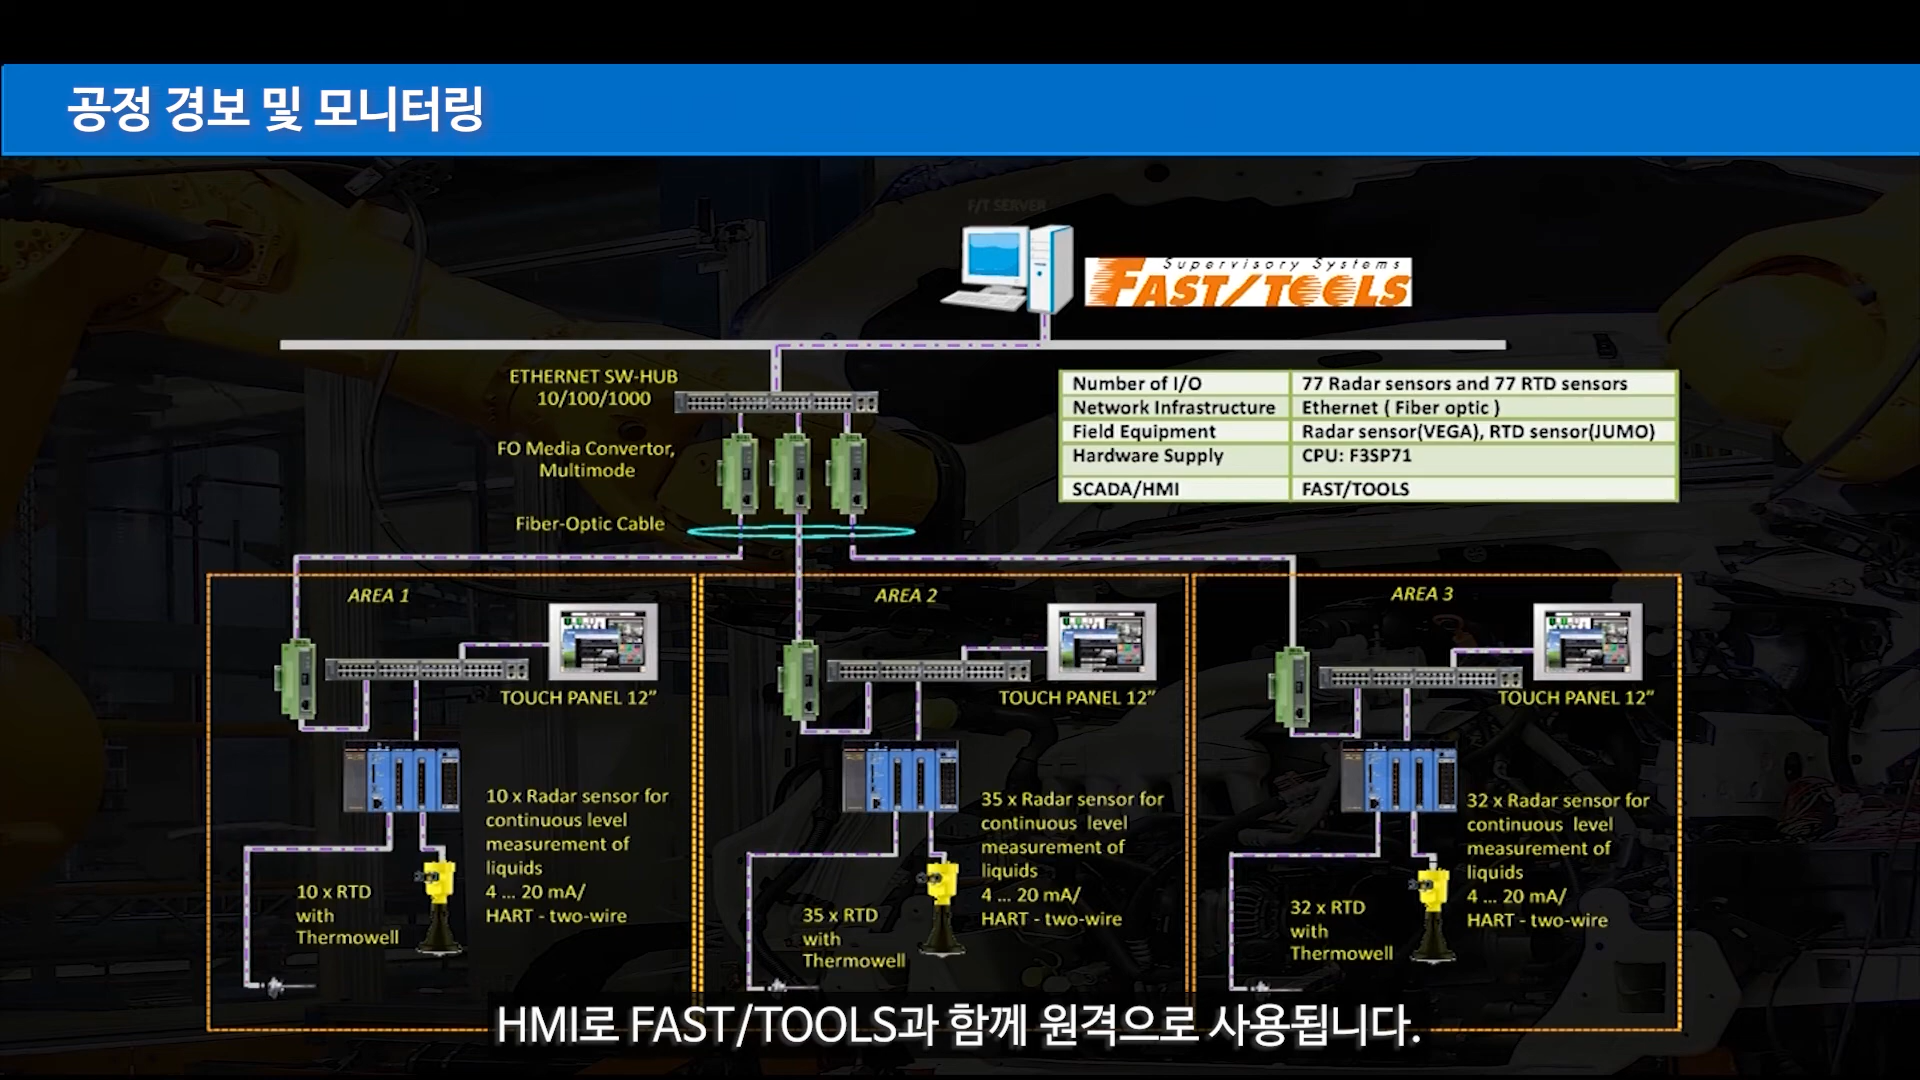 공정 경보 및 모니터링
F/T SERVER
Supervisory Systems
FAST/TOOLS
ETHERNET SW-HUB
10/100/1000
FO Media Convertor,
Multimode
Fiber-Optic Cable
Number of I/O 77 Radar sensors and 77 RTD sensors
Network Infrastructure Ethernet ( Fiber optic )
Field Equipment Radar sensor(VEGA), RTD sensor(JUMO)
Hardware Supply CPU: F3SP71
SCADA/HMI FAST/TOOLS
AREA 1
TOUCH PANEL 12”
10 x Radar sensor for
continuous level
measurement of
liquids
4 ... 20 mA/
HART - two-wire
10 x RTD
with
Thermowell
AREA 2
TOUCH PANEL 12”
35 x Radar sensor for
continuous level
measurement of
liquids
4 ... 20 mA/
HART - two-wire
35 x RTD
with
Thermowell
AREA 3
TOUCH PANEL 12”
32 x Radar sensor for
continuous level
measurement of
liquids
4 ... 20 mA/
HART - two-wire
32 x RTD
with
Thermowell
HMI로 FAST/TOOLS과 함께 원격으로 사용됩니다.